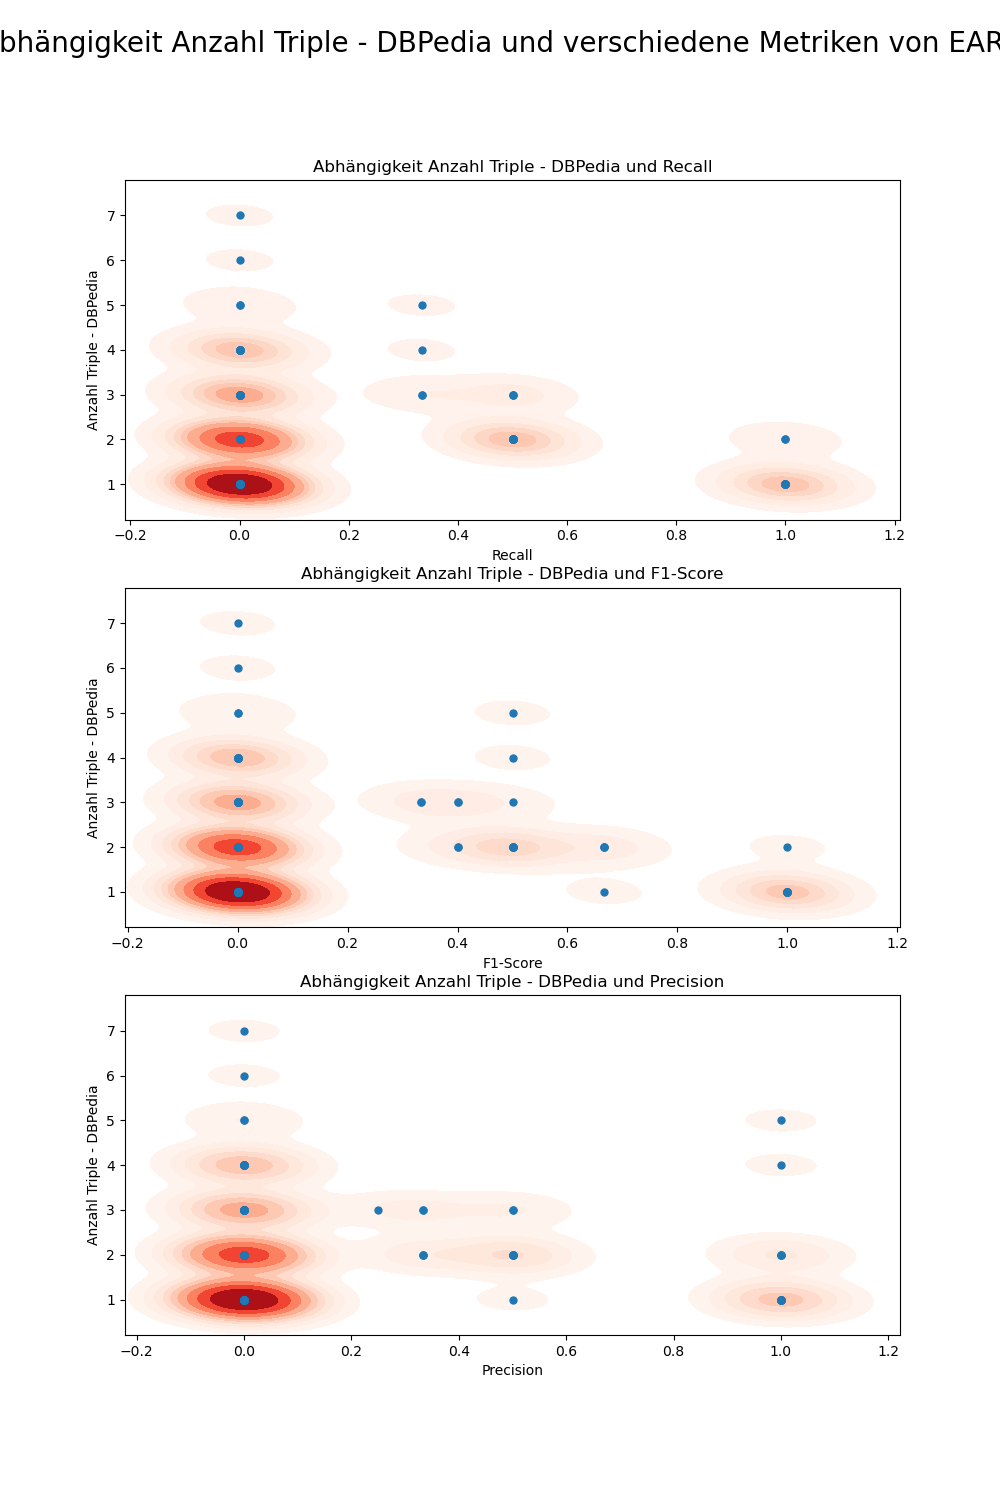 bhängigkeit Anzahl Triple - DBPedia und verschiedene Metriken von EAR
Abhängigkeit Anzahl Triple - DBPedia und Recall
Anzahl Triple - DBPedia
7
6
5
4
3
2
1
−0.2 0.0 0.2 0.4 0.6 0.8 1.0 1.2
Recall
Abhängigkeit Anzahl Triple - DBPedia und F1-Score
Anzahl Triple - DBPedia
7
6
5
4
3
2
1
−0.2 0.0 0.2 0.4 0.6 0.8 1.0 1.2
F1-Score
Abhängigkeit Anzahl Triple - DBPedia und Precision
Anzahl Triple - DBPedia
7
6
5
4
3
2
1
−0.2 0.0 0.2 0.4 0.6 0.8 1.0 1.2
Precision